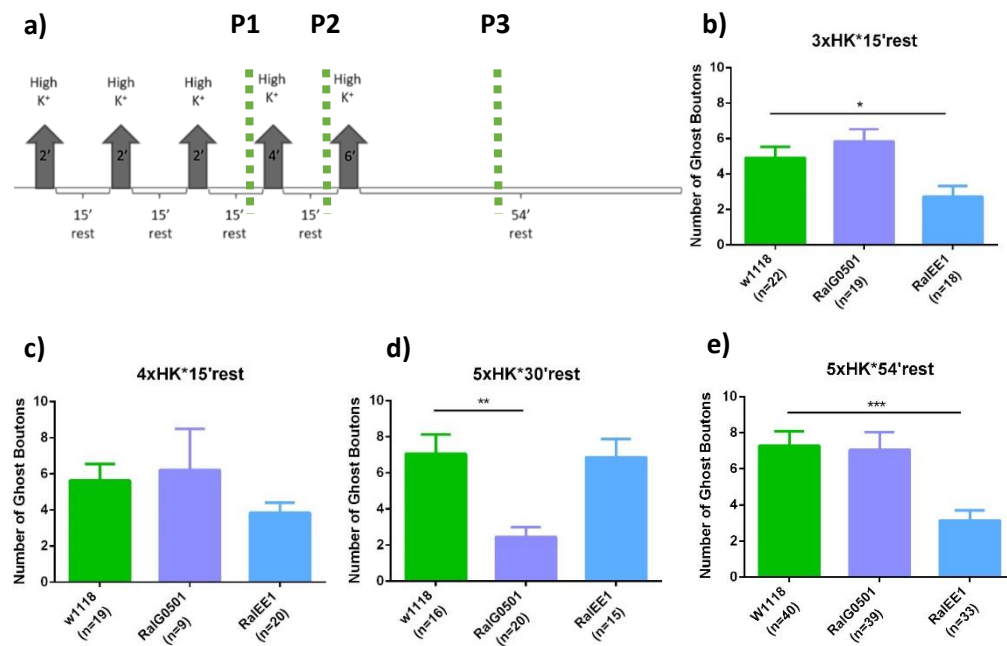 a)
P1 P2 P3
High High High High High
K⁺ K⁺ K⁺ K⁺ K⁺
2' 2' 2' 4' 6'
15' 15' 15' 15' 54'
rest rest rest rest rest
b)
3xHK*15'rest
Number of Ghost Boutons
10
8
6
4
2
0
*
w1118 RalG0501 RalEE1
(n=22) (n=19) (n=18)
c)
4xHK*15'rest
Number of Ghost Boutons
10
8
6
4
2
0
w1118 RalG0501 RalEE1
(n=19) (n=9) (n=20)
d)
5xHK*30'rest
Number of Ghost Boutons
10
8
6
4
2
0
**
w1118 RalG0501 RalEE1
(n=16) (n=20) (n=15)
e)
5xHK*54'rest
Number of Ghost Boutons
10
8
6
4
2
0
***
W1118 RalG0501 RalEE1
(n=40) (n=39) (n=33)